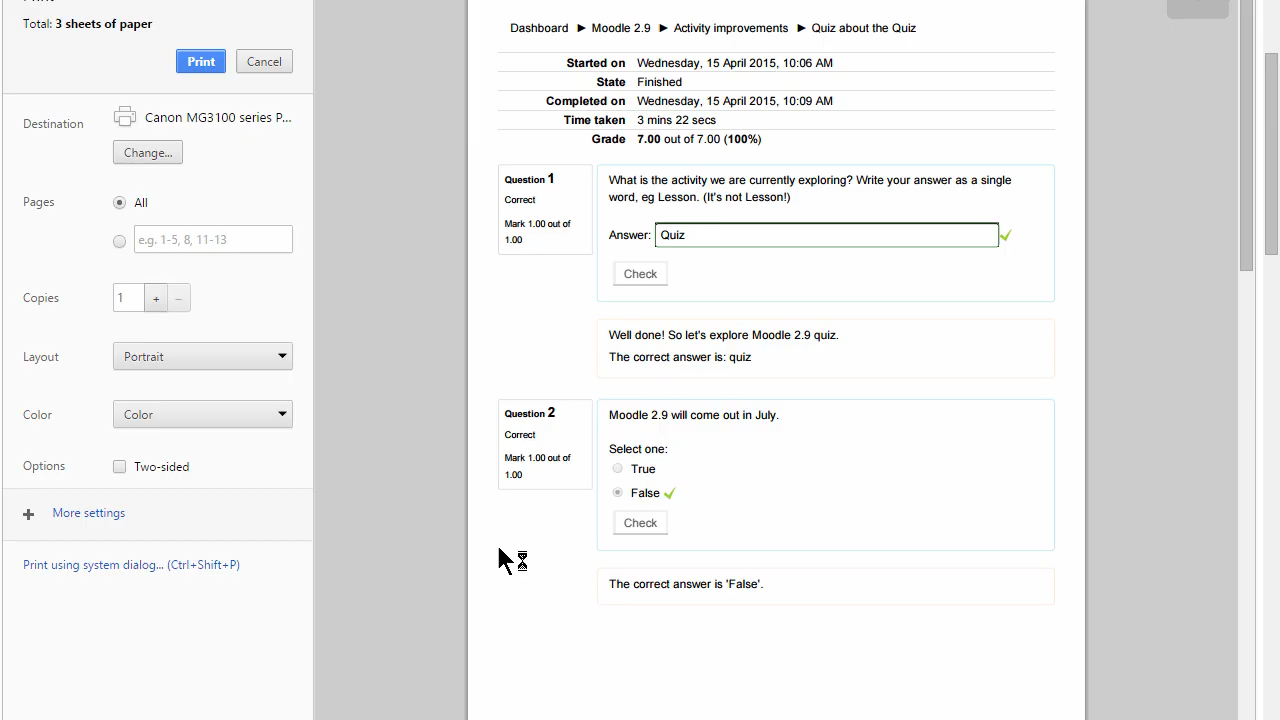 Total: 3 sheets of paper
Print
Cancel
Destination
Canon MG3100 series P...
Change...
Pages
All
e.g. 1-5, 8, 11-13
Copies
1
+
−
Layout
Portrait
Color
Color
Options
Two-sided
+ More settings
Print using system dialog... (Ctrl+Shift+P)
Dashboard ► Moodle 2.9 ► Activity improvements ► Quiz about the Quiz
Started on Wednesday, 15 April 2015, 10:06 AM
State Finished
Completed on Wednesday, 15 April 2015, 10:09 AM
Time taken 3 mins 22 secs
Grade 7.00 out of 7.00 (100%)
Question 1
Correct
Mark 1.00 out of
1.00
What is the activity we are currently exploring? Write your answer as a single
word, eg Lesson. (It's not Lesson!)
Answer: Quiz
Check
Well done! So let's explore Moodle 2.9 quiz.
The correct answer is: quiz
Question 2
Correct
Mark 1.00 out of
1.00
Moodle 2.9 will come out in July.
Select one:
True
False
Check
The correct answer is 'False'.